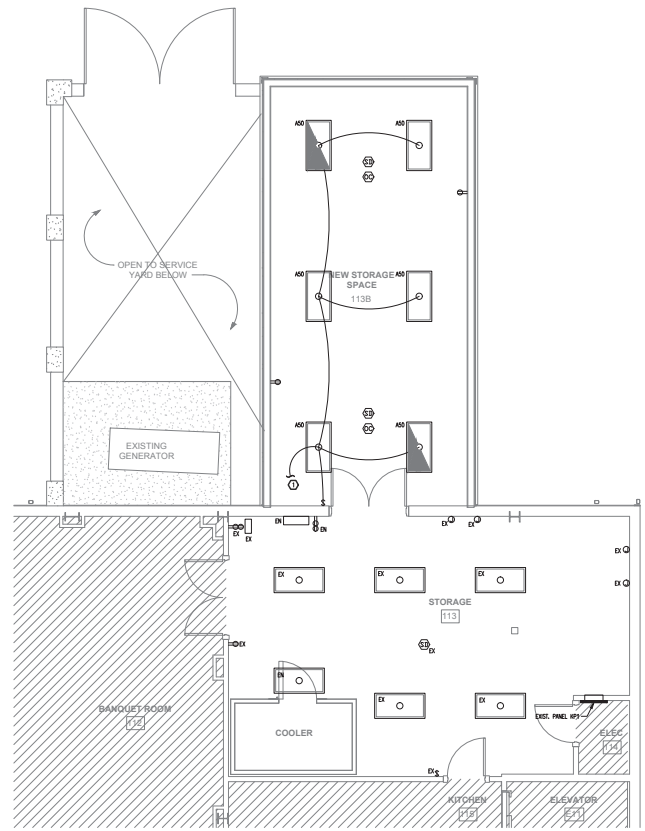 A50
A50
SD
OC
OPEN TO SERVICE
YARD BELOW
A50
A50
NEW STORAGE
SPACE
113B
SD
OC
A50
A50
EXISTING
GENERATOR
1
S
EN
EN
EX
EX
EX
EX
EX
EX
EX
EX
EX
STORAGE
113
EX
SD
EX
EN
EX
EX
BANQUET ROOM
112
COOLER
EXIST. PANEL KP1
ELEC
114
EX S
KITCHEN
115
ELEVATOR
E11